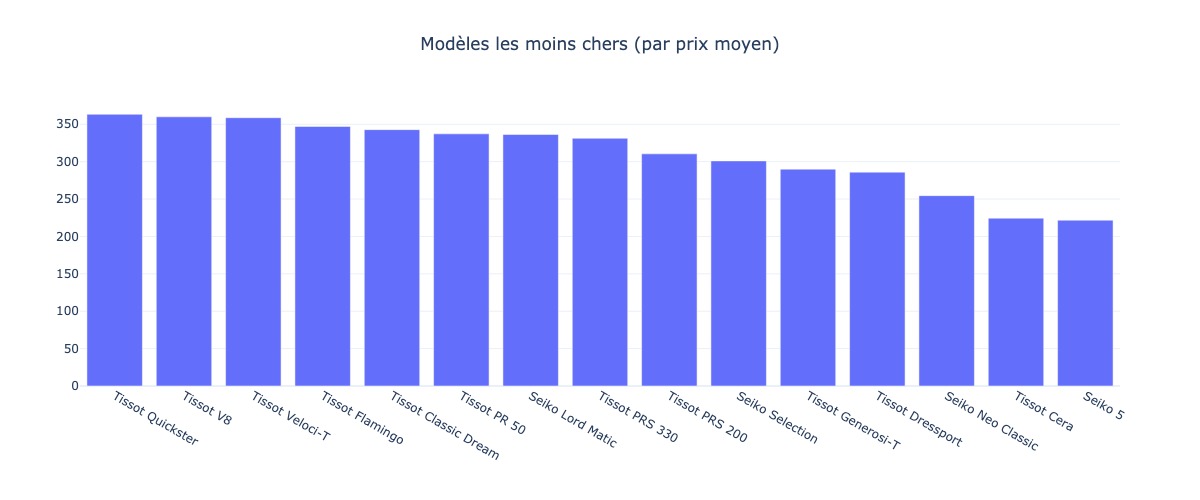 Modèles les moins chers (par prix moyen)
350
300
250
200
150
100
50
0
Tissot Quickster
Tissot V8
Tissot Veloci-T
Tissot Flamingo
Tissot Classic Dream
Tissot PR 50
Seiko Lord Matic
Tissot PRS 330
Tissot PRS 200
Seiko Selection
Tissot Generosi-T
Tissot Dressport
Seiko Neo Classic
Tissot Cera
Seiko 5